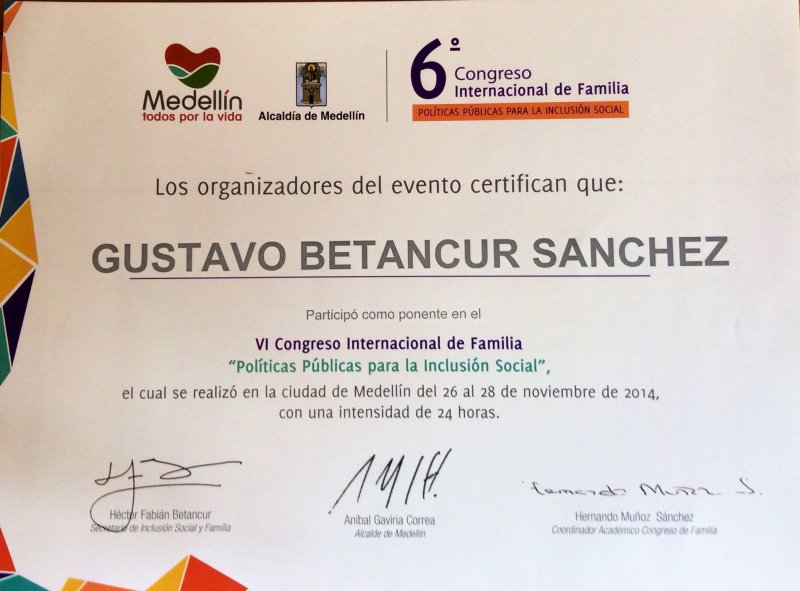 Medellín
todos por la vida
Alcaldía de Medellín
6º
Congreso
Internacional de Familia
POLÍTICAS PÚBLICAS PARA LA INCLUSIÓN SOCIAL
Los organizadores del evento certifican que:
GUSTAVO BETANCUR SANCHEZ
Participó como ponente en el
VI Congreso Internacional de Familia
“Políticas Públicas para la Inclusión Social”,
el cual se realizó en la ciudad de Medellín del 26 al 28 de noviembre de 2014,
con una intensidad de 24 horas.
Héctor Fabián Betancur
Secretario de Inclusión Social y Familia
Aníbal Gaviria Correa
Alcalde de Medellín
Hernando Muñoz S.
Hernando Muñoz Sánchez
Coordinador Académico Congreso de Familia